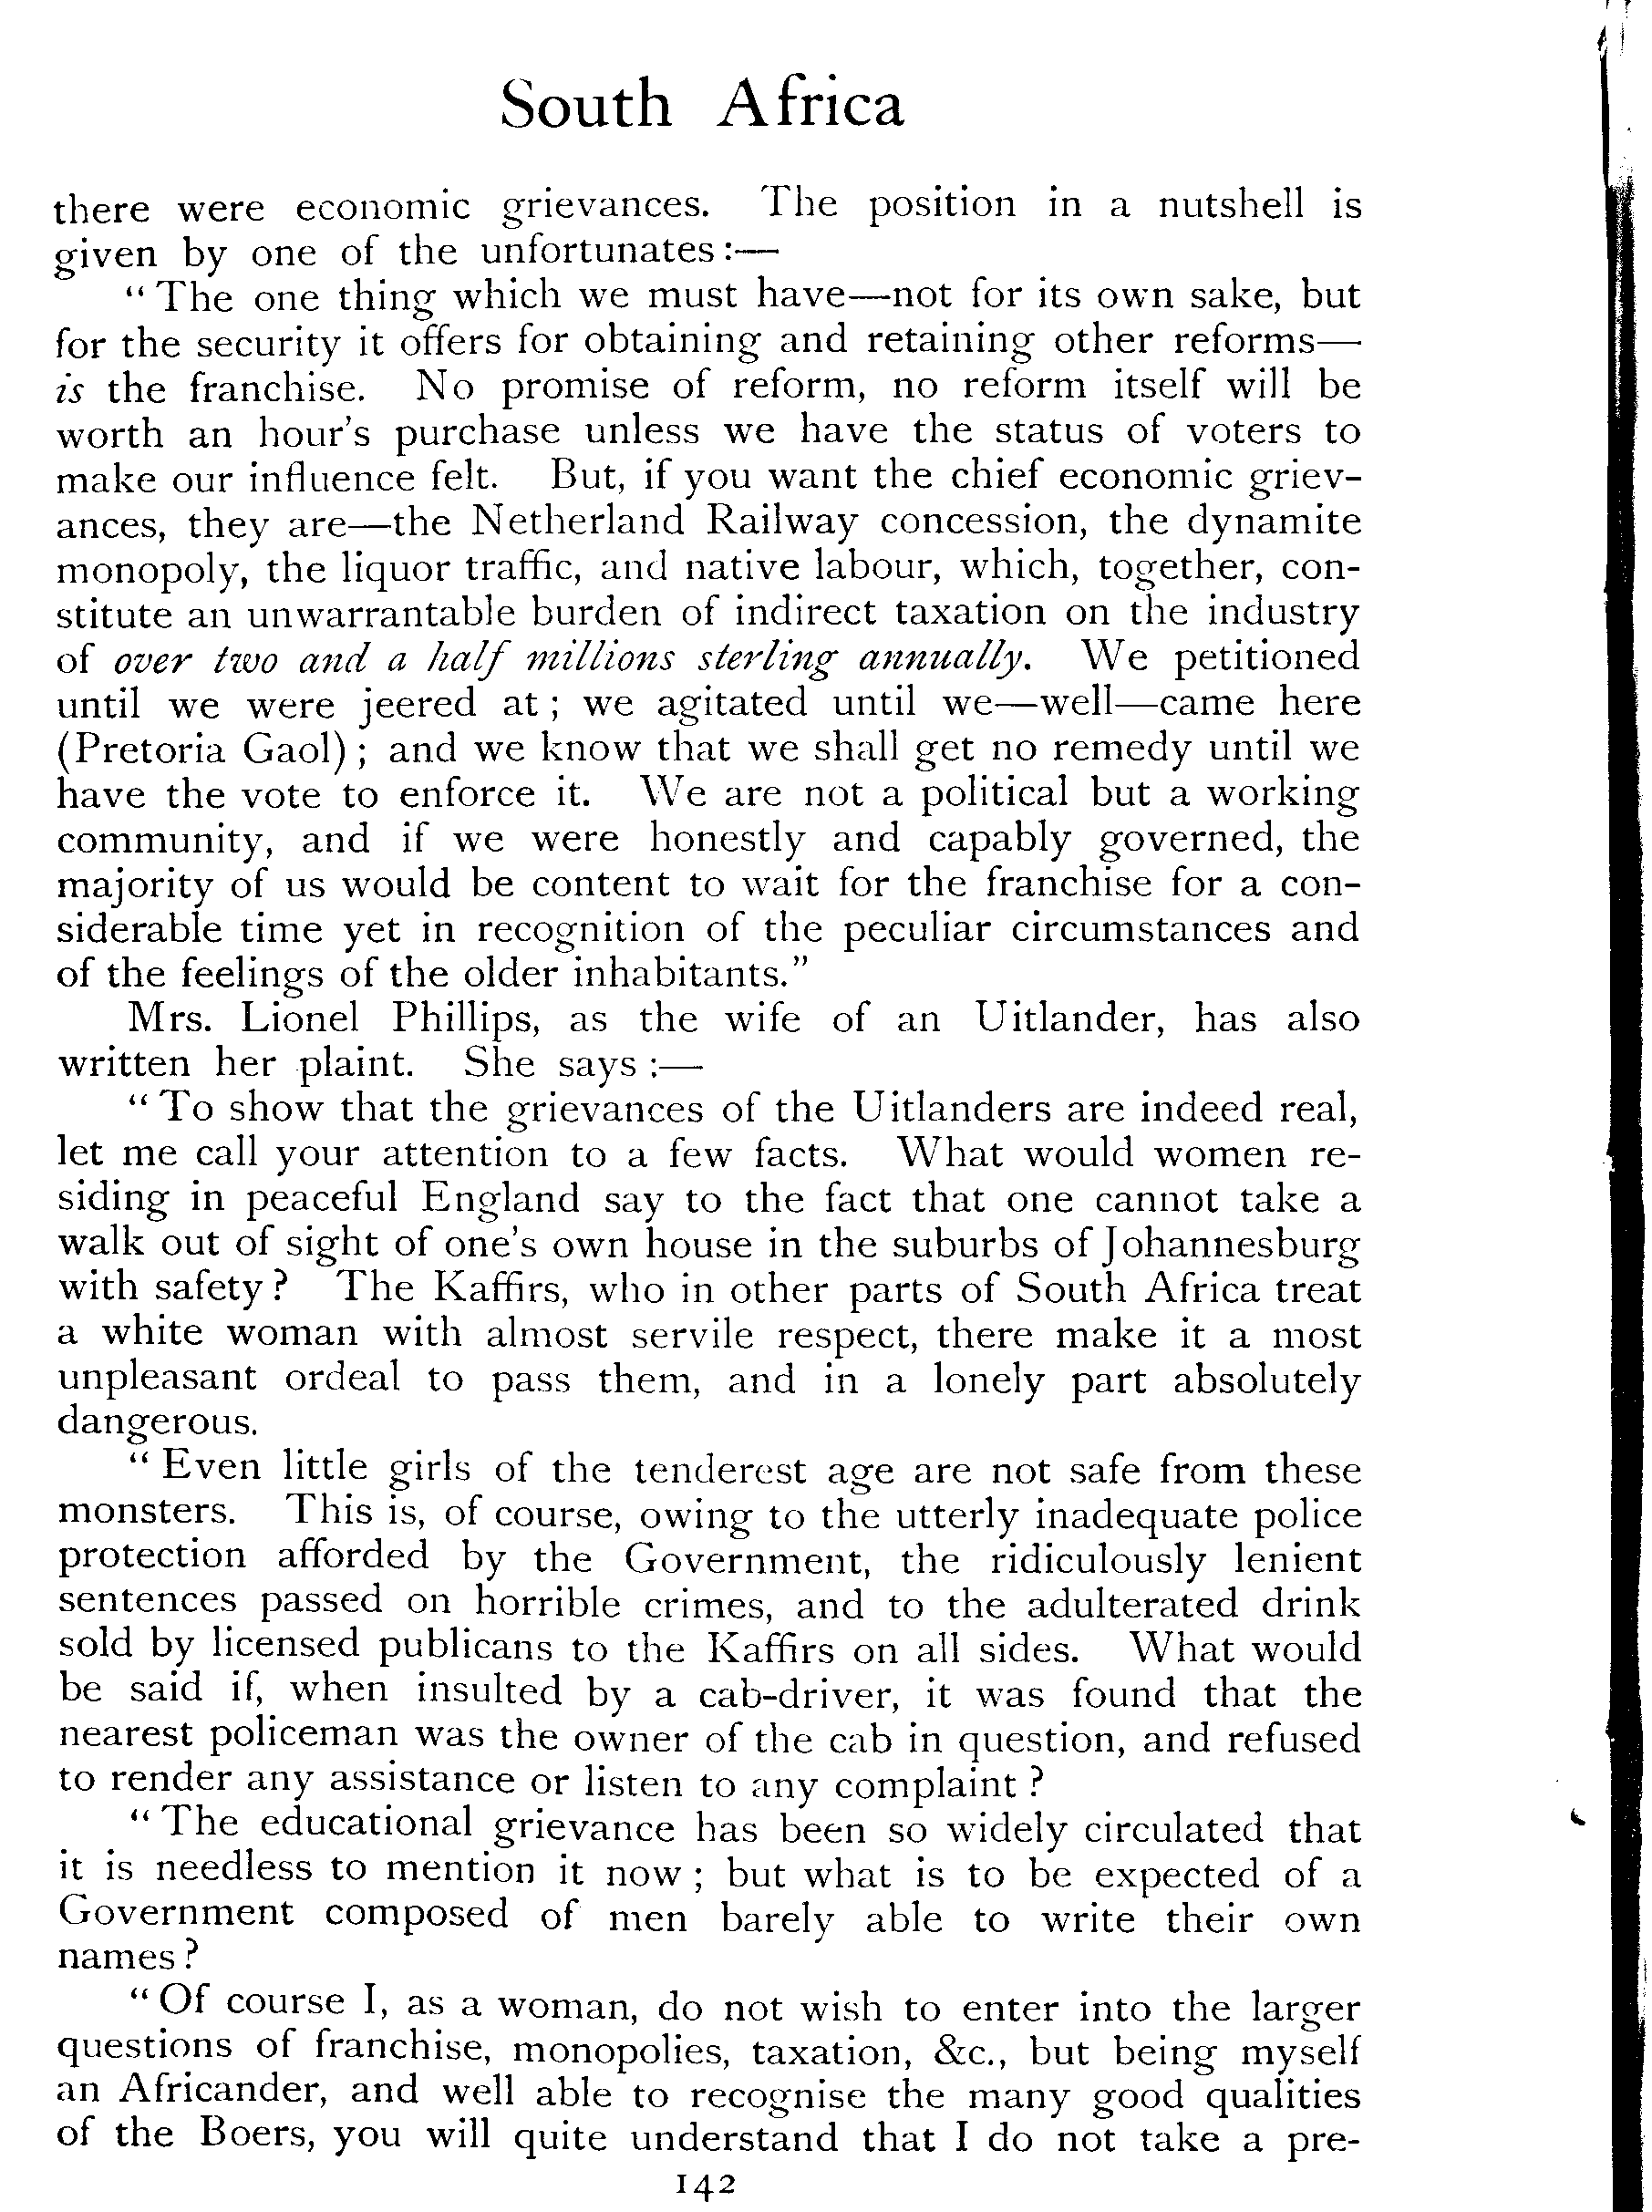 South Africa
there were economic grievances. The position in a nutshell is
given by one of the unfortunates:—
"The one thing which we must have—not for its own sake, but
for the security it offers for obtaining and retaining other reforms—
is the franchise. No promise of reform, no reform itself will be
worth an hour's purchase unless we have the status of voters to
make our influence felt. But, if you want the chief economic griev-
ances, they are—the Netherland Railway concession, the dynamite
monopoly, the liquor traffic, and native labour, which, together, con-
stitute an unwarrantable burden of indirect taxation on the industry
of over two and a half millions sterling annually. We petitioned
until we were jeered at; we agitated until we—well—came here
(Pretoria Gaol); and we know that we shall get no remedy until we
have the vote to enforce it. We are not a political but a working
community, and if we were honestly and capably governed, the
majority of us would be content to wait for the franchise for a con-
siderable time yet in recognition of the peculiar circumstances and
of the feelings of the older inhabitants."
Mrs. Lionel Phillips, as the wife of an Uitlander, has also
written her plaint. She says:—
"To show that the grievances of the Uitlanders are indeed real,
let me call your attention to a few facts. What would women re-
siding in peaceful England say to the fact that one cannot take a
walk out of sight of one's own house in the suburbs of Johannesburg
with safety? The Kaffirs, who in other parts of South Africa treat
a white woman with almost servile respect, there make it a most
unpleasant ordeal to pass them, and in a lonely part absolutely
dangerous.
"Even little girls of the tenderest age are not safe from these
monsters. This is, of course, owing to the utterly inadequate police
protection afforded by the Government, the ridiculously lenient
sentences passed on horrible crimes, and to the adulterated drink
sold by licensed publicans to the Kaffirs on all sides. What would
be said if, when insulted by a cab-driver, it was found that the
nearest policeman was the owner of the cab in question, and refused
to render any assistance or listen to any complaint?
"The educational grievance has been so widely circulated that
it is needless to mention it now; but what is to be expected of a
Government composed of men barely able to write their own
names?
"Of course I, as a woman, do not wish to enter into the larger
questions of franchise, monopolies, taxation, &c., but being myself
an Africander, and well able to recognise the many good qualities
of the Boers, you will quite understand that I do not take a pre-
142